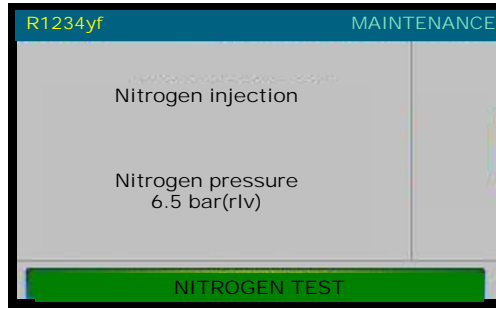 R1234yf MAINTENANCE
Nitrogen injection
Nitrogen pressure
6.5 bar(rlv)
NITROGEN TEST